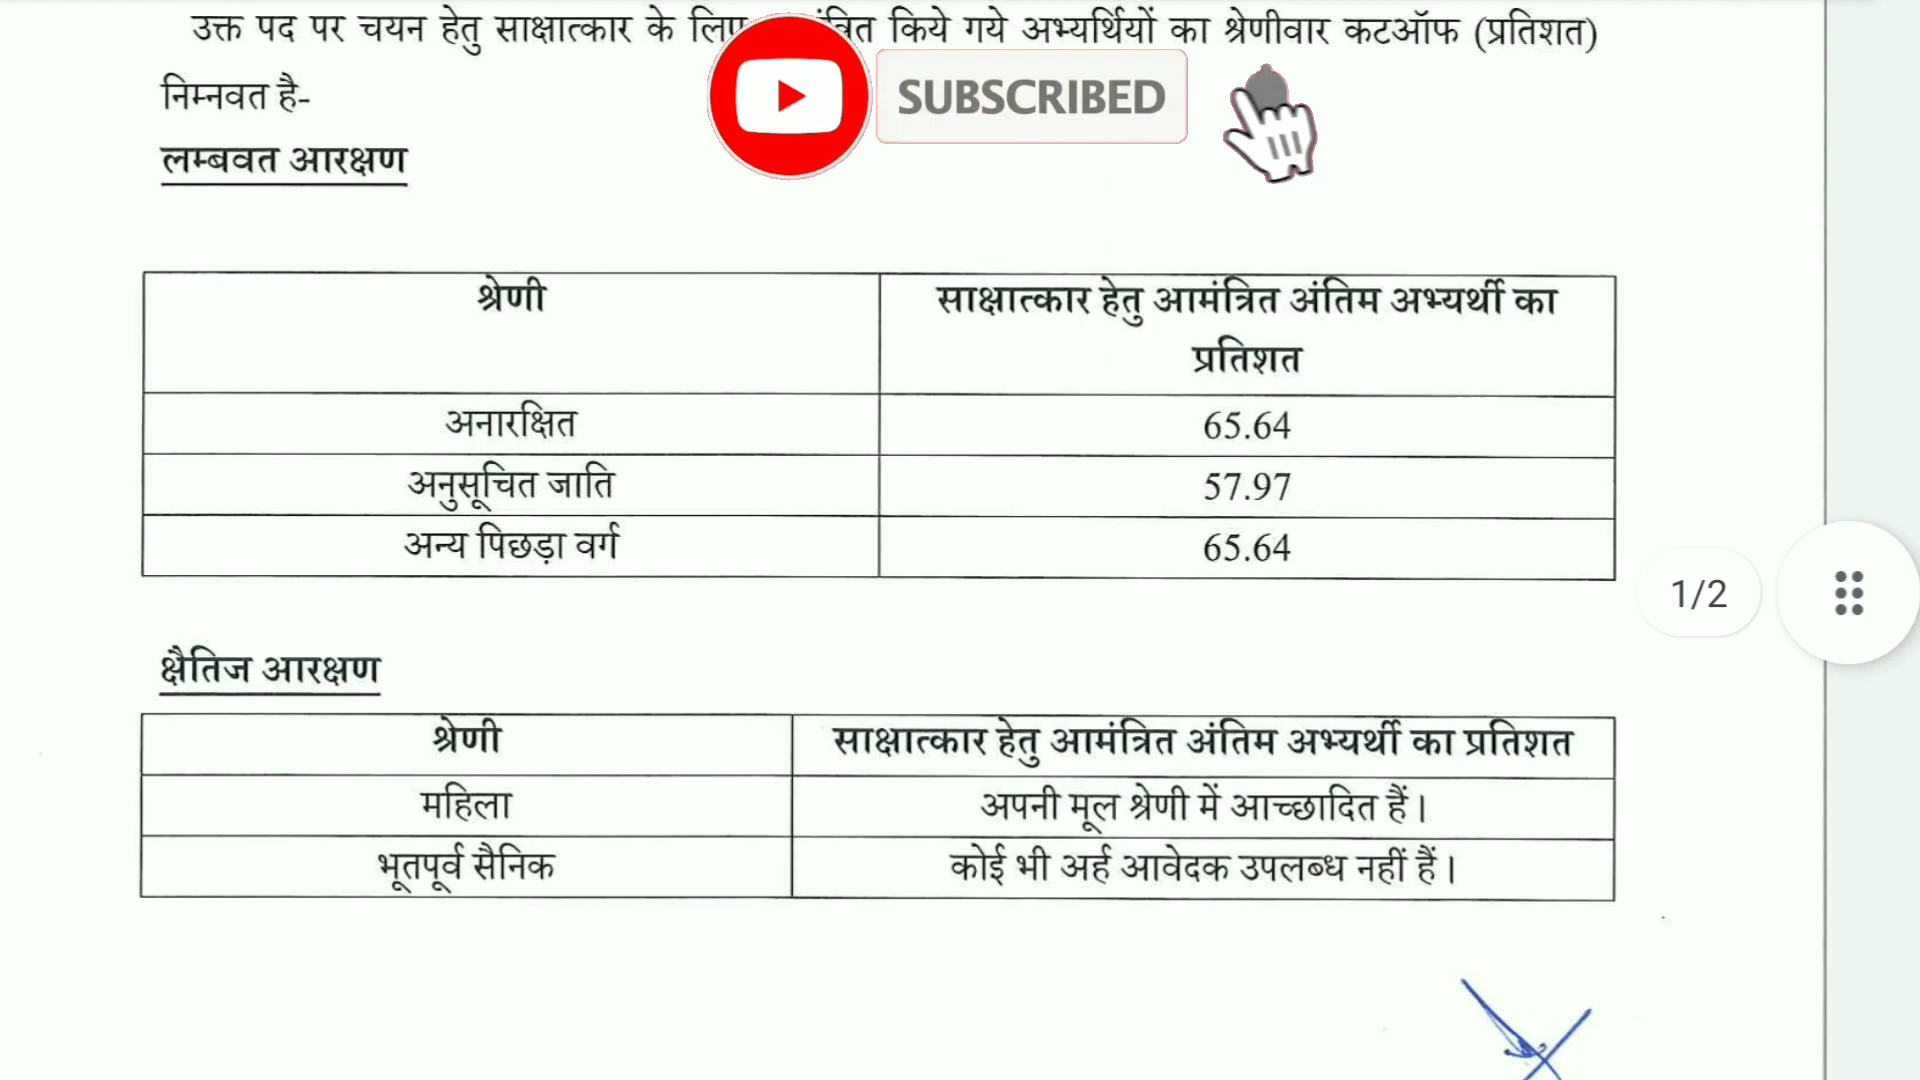 उक्त पद पर चयन हेतु साक्षात्कार के लिए किये गये अभ्यर्थियों का श्रेणीवार कटऑफ (प्रतिशत)
निम्नवत है-
SUBSCRIBED
लम्बवत आरक्षण
श्रेणी साक्षात्कार हेतु आमंत्रित अंतिम अभ्यर्थी का
प्रतिशत
अनारक्षित 65.64
अनुसूचित जाति 57.97
अन्य पिछड़ा वर्ग 65.64
1/2
क्षैतिज आरक्षण
श्रेणी साक्षात्कार हेतु आमंत्रित अंतिम अभ्यर्थी का प्रतिशत
महिला अपनी मूल श्रेणी में आच्छादित हैं।
भूतपूर्व सैनिक कोई भी अर्ह आवेदक उपलब्ध नहीं हैं।